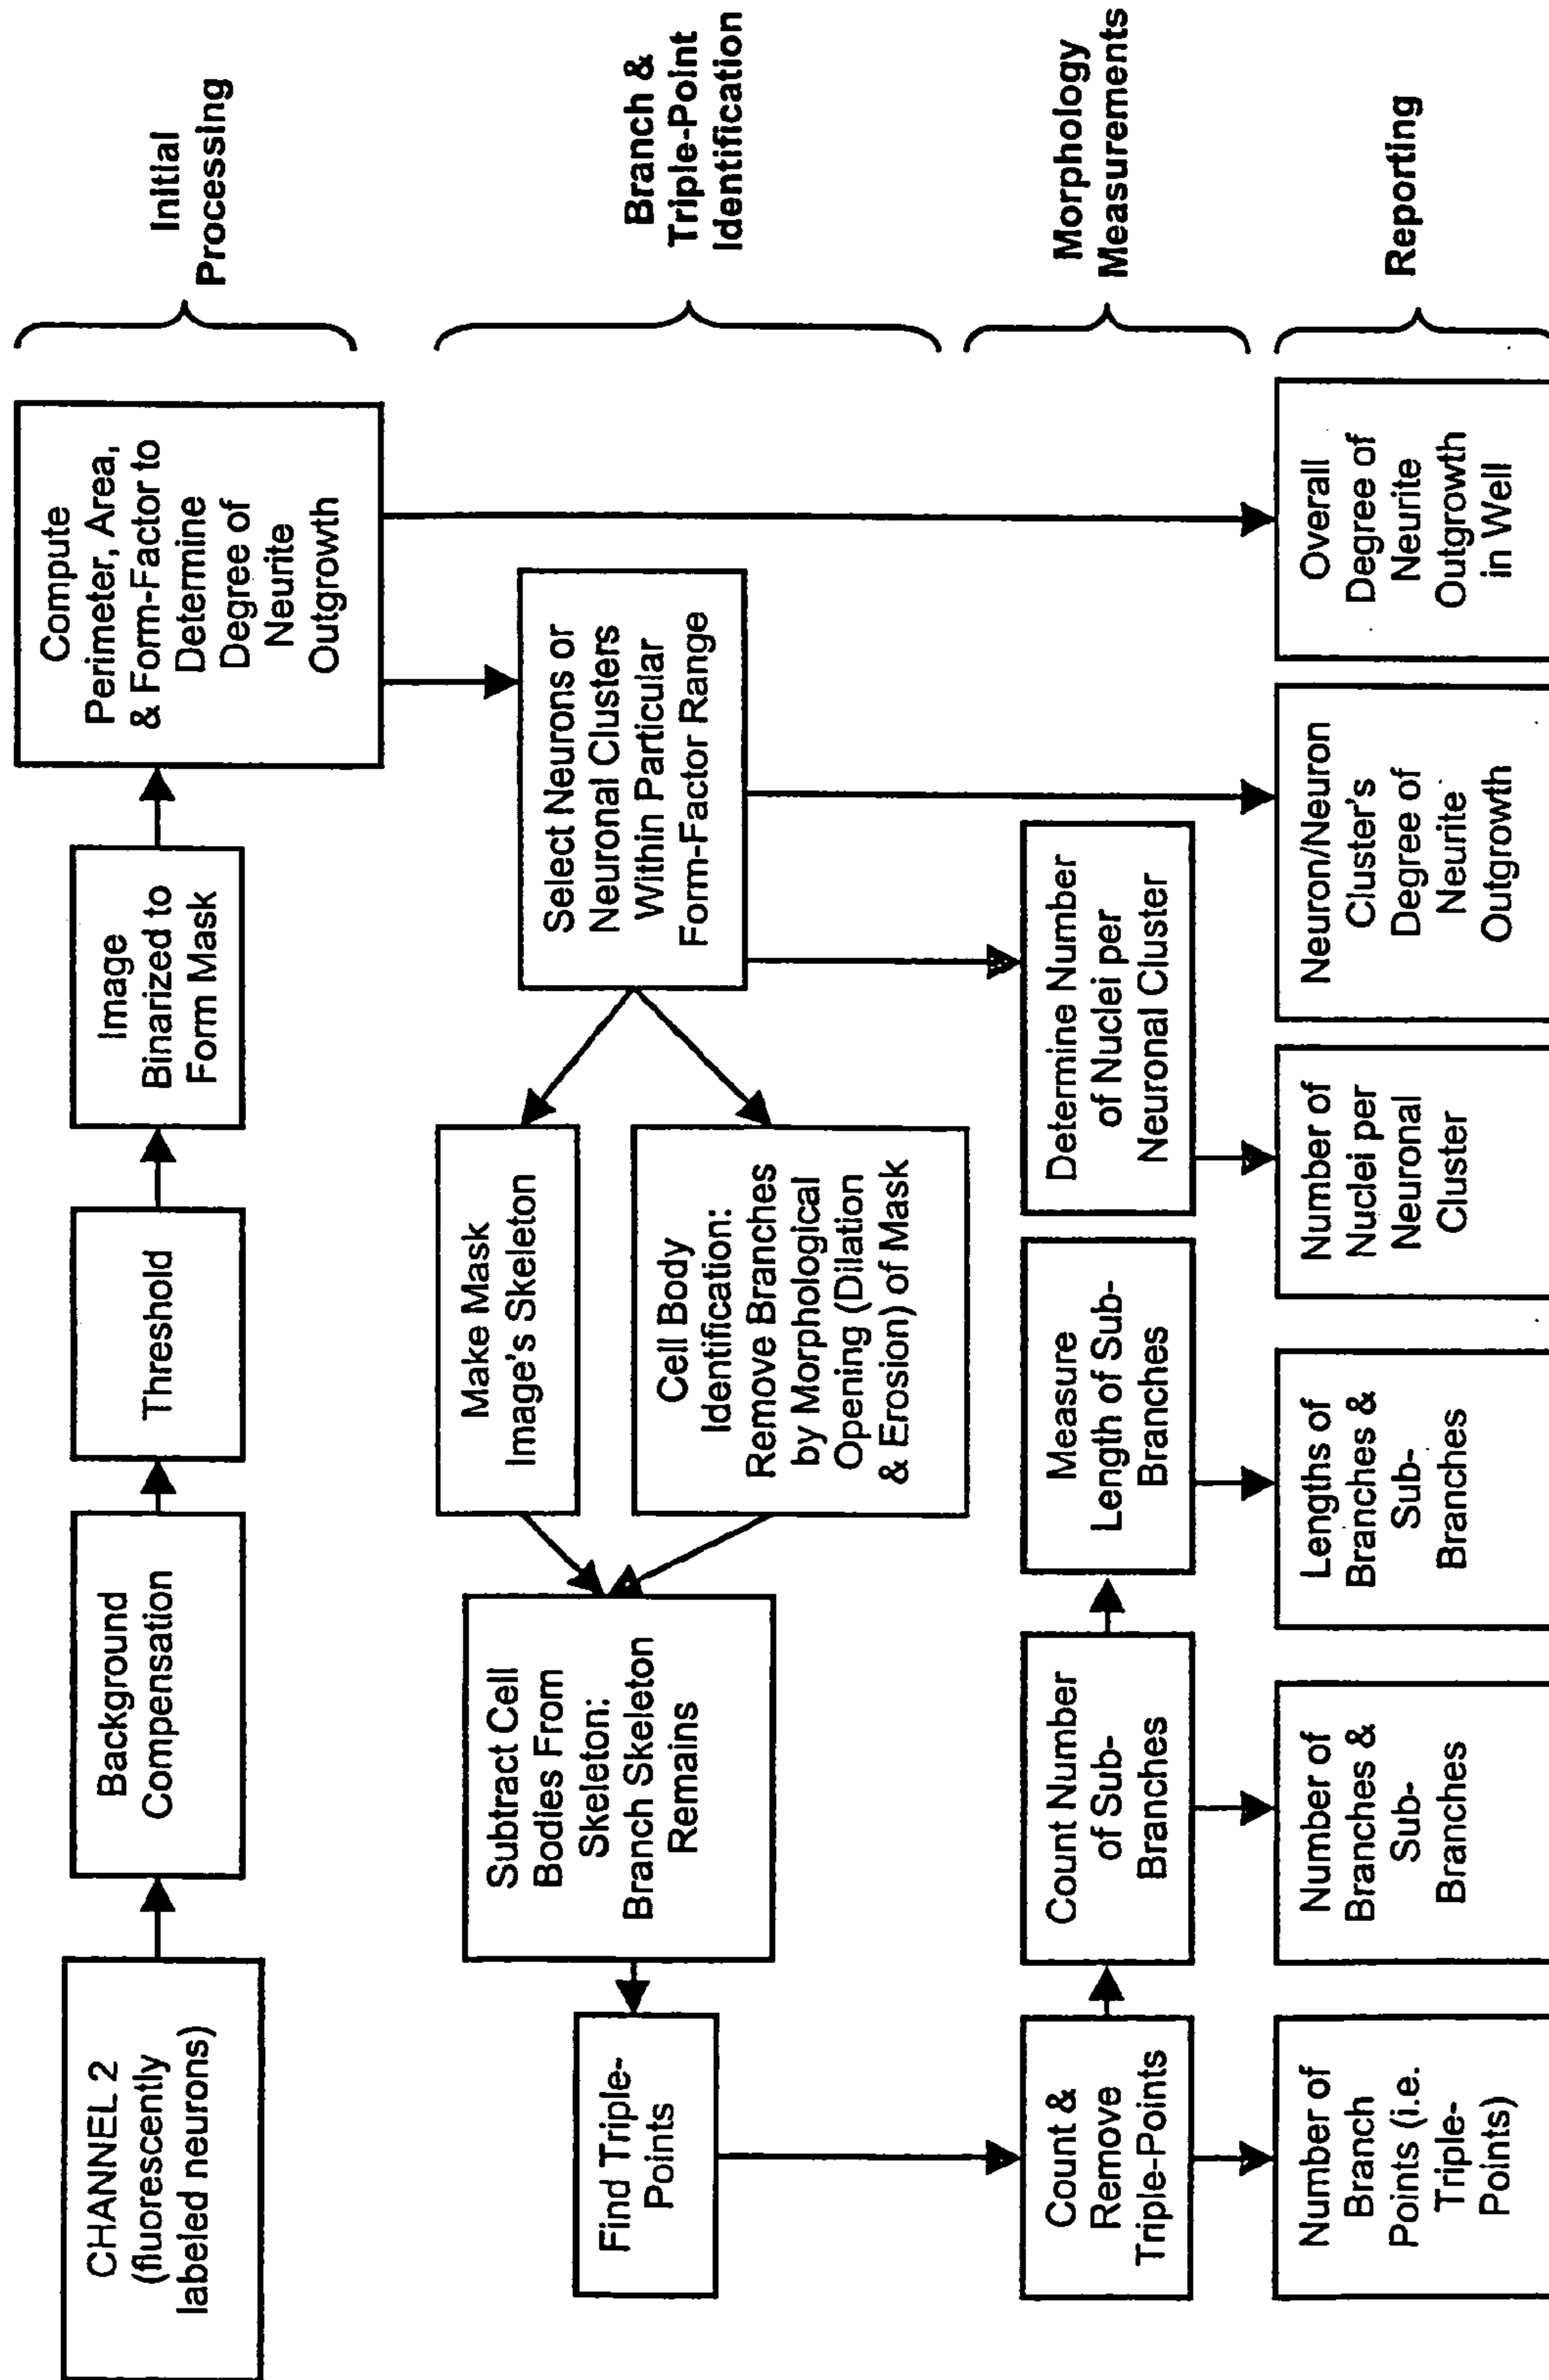 CHANNEL 2
(fluorescently
labeled neurons)
Background
Compensation
Threshold
Image
Binarized to
Form Mask
Compute
Perimeter, Area,
& Form-Factor to
Determine
Degree of
Neurite
Outgrowth
Initial
Processing
Find Triple-
Points
Subtract Cell
Bodies From
Skeleton:
Branch Skeleton
Remains
Make Mask
Image's Skeleton
Cell Body
Identification:
Remove Branches
by Morphological
Opening (Dilation
& Erosion) of Mask
Select Neurons or
Neuronal Clusters
Within Particular
Form-Factor Range
Branch &
Triple-Point
Identification
Count &
Remove
Triple-Points
Count Number
of Sub-
Branches
Measure
Length of Sub-
Branches
Determine Number
of Nuclei per
Neuronal Cluster
Morphology
Measurements
Number of
Branch
Points (i.e.
Triple-
Points)
Number of
Branches &
Sub-
Branches
Lengths of
Branches &
Sub-
Branches
Number of
Nuclei per
Neuronal
Cluster
Neuron/Neuron
Cluster's
Degree of
Neurite
Outgrowth
Overall
Degree of
Neurite
Outgrowth
in Well
Reporting